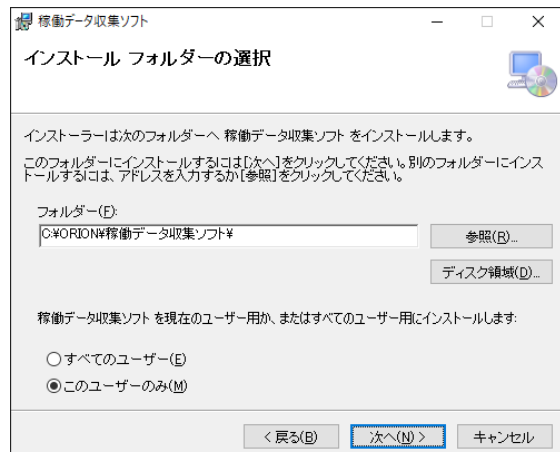 稼働データ収集ソフト
インストール フォルダーの選択
インストーラーは次のフォルダーへ 稼働データ収集ソフト をインストールします。
このフォルダーにインストールするには[次へ]をクリックしてください。別のフォルダーにインス
トールするには、アドレスを入力するか[参照]をクリックしてください。
フォルダー(F):
C:¥ORION¥稼働データ収集ソフト¥
参照(R)...
ディスク領域(D)...
稼働データ収集ソフト を現在のユーザー用か、またはすべてのユーザー用にインストールします:
すべてのユーザー(E)
このユーザーのみ(M)
< 戻る(B)
次へ(N) >
キャンセル